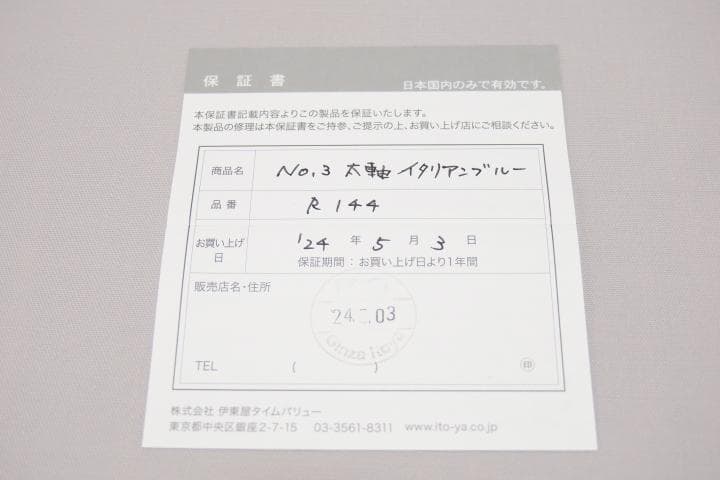 保 証 書
日本国内のみで有効です。
本保証書記載内容よりこの製品を保証いたします。
本製品の修理は本保証書をご持参、ご提示の上、お買い上げ店にご相談ください。
商品名 No.3 太軸 イタリアンブルー
品 番 R 144
お買い上げ日 '24 年 5 月 3 日
保証期間：お買い上げ日より1年間
販売店名・住所
24. .03
Ginza Itoya
TEL ( )
印
株式会社 伊東屋タイムバリュー
東京都中央区銀座2-7-15 03-3561-8311 www.ito-ya.co.jp